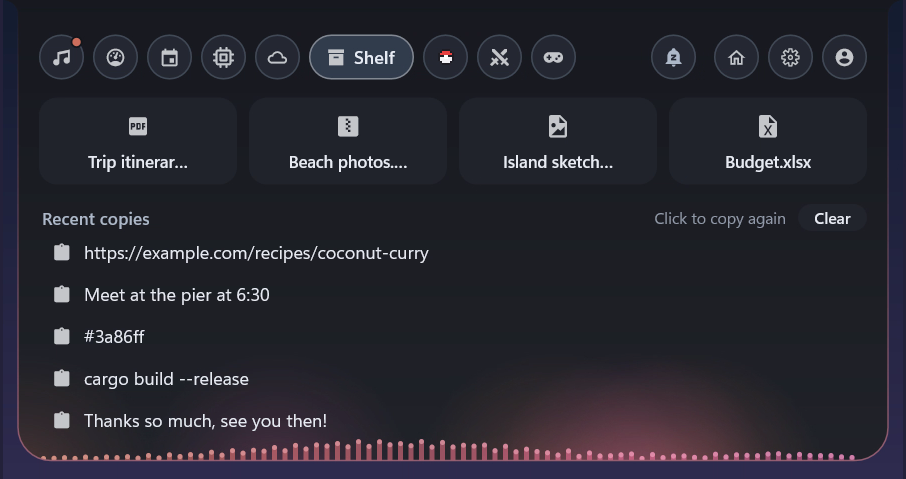 Shelf
PDF
Trip itinerar...
Beach photos....
Island sketch...
X
Budget.xlsx
Recent copies
Click to copy again
Clear
https://example.com/recipes/coconut-curry
Meet at the pier at 6:30
#3a86ff
cargo build --release
Thanks so much, see you then!